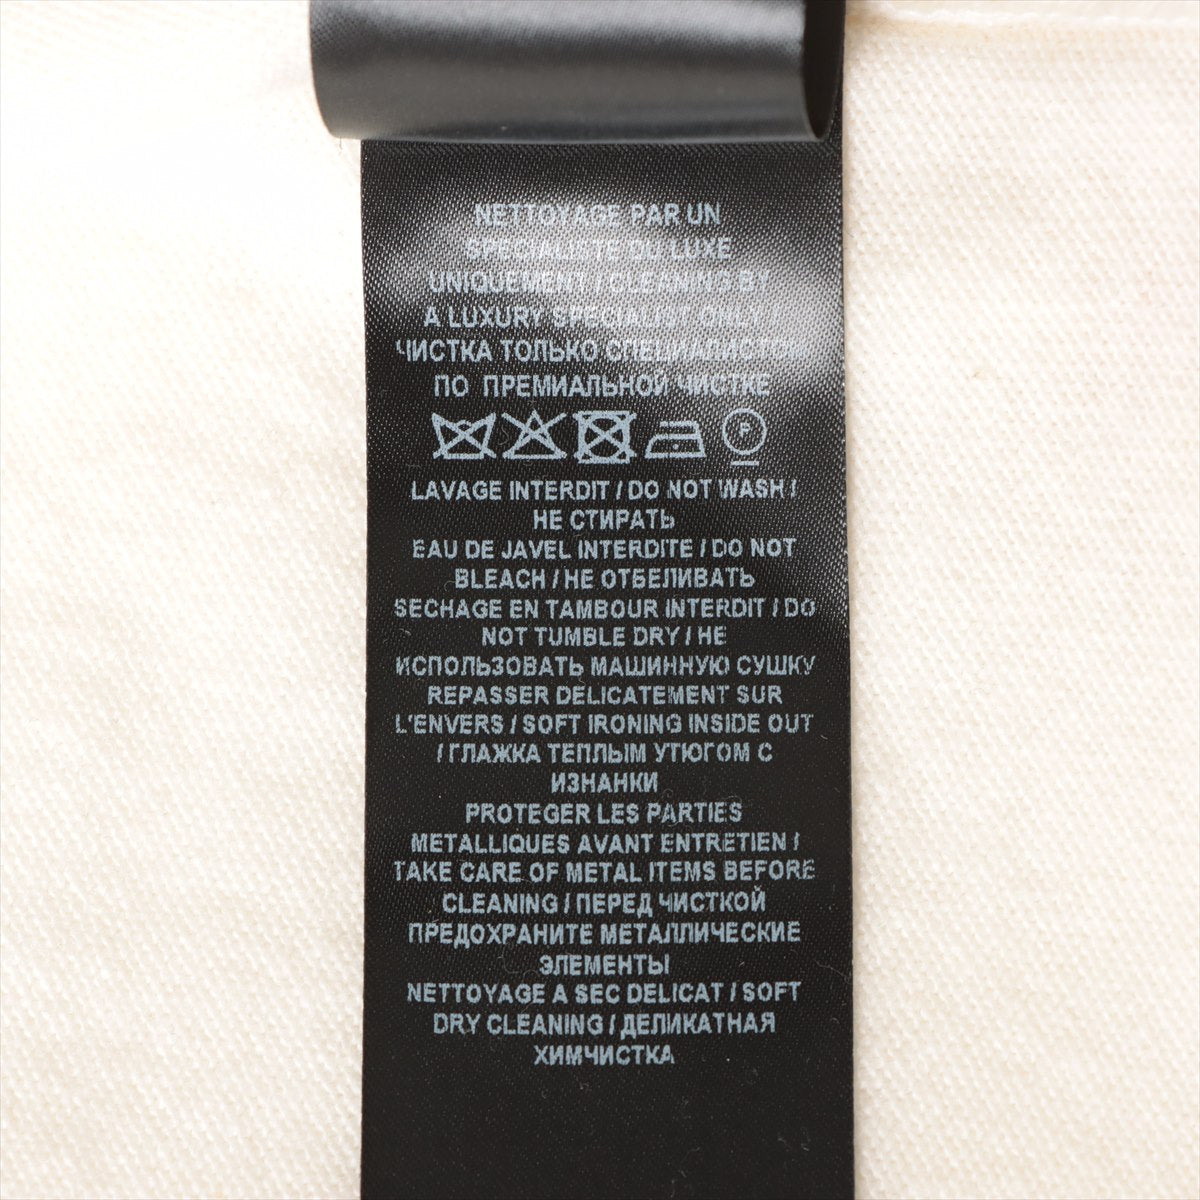 NETTOYAGE PAR UN
SPECIALISTE DU LUXE
UNIQUEMENT / CLEANING BY
A LUXURY SPECIALIST ONLY
ЧИСТКА ТОЛЬКО СПЕЦИАЛИСТОМ
ПО ПРЕМИАЛЬНОЙ ЧИСТКЕ
P
LAVAGE INTERDIT / DO NOT WASH /
НЕ СТИРАТЬ
EAU DE JAVEL INTERDITE / DO NOT
BLEACH / НЕ ОТБЕЛИВАТЬ
SECHAGE EN TAMBOUR INTERDIT / DO
NOT TUMBLE DRY / НЕ
ИСПОЛЬЗОВАТЬ МАШИННУЮ СУШКУ
REPASSER DELICATEMENT SUR
L'ENVERS / SOFT IRONING INSIDE OUT
/ ГЛАЖКА ТЕПЛЫМ УТЮГОМ С
ИЗНАНКИ
PROTEGER LES PARTIES
METALLIQUES AVANT ENTRETIEN /
TAKE CARE OF METAL ITEMS BEFORE
CLEANING / ПЕРЕД ЧИСТКОЙ
ПРЕДОХРАНИТЕ МЕТАЛЛИЧЕСКИЕ
ЭЛЕМЕНТЫ
NETTOYAGE A SEC DELICAT / SOFT
DRY CLEANING / ДЕЛИКАТНАЯ
ХИМЧИСТКА